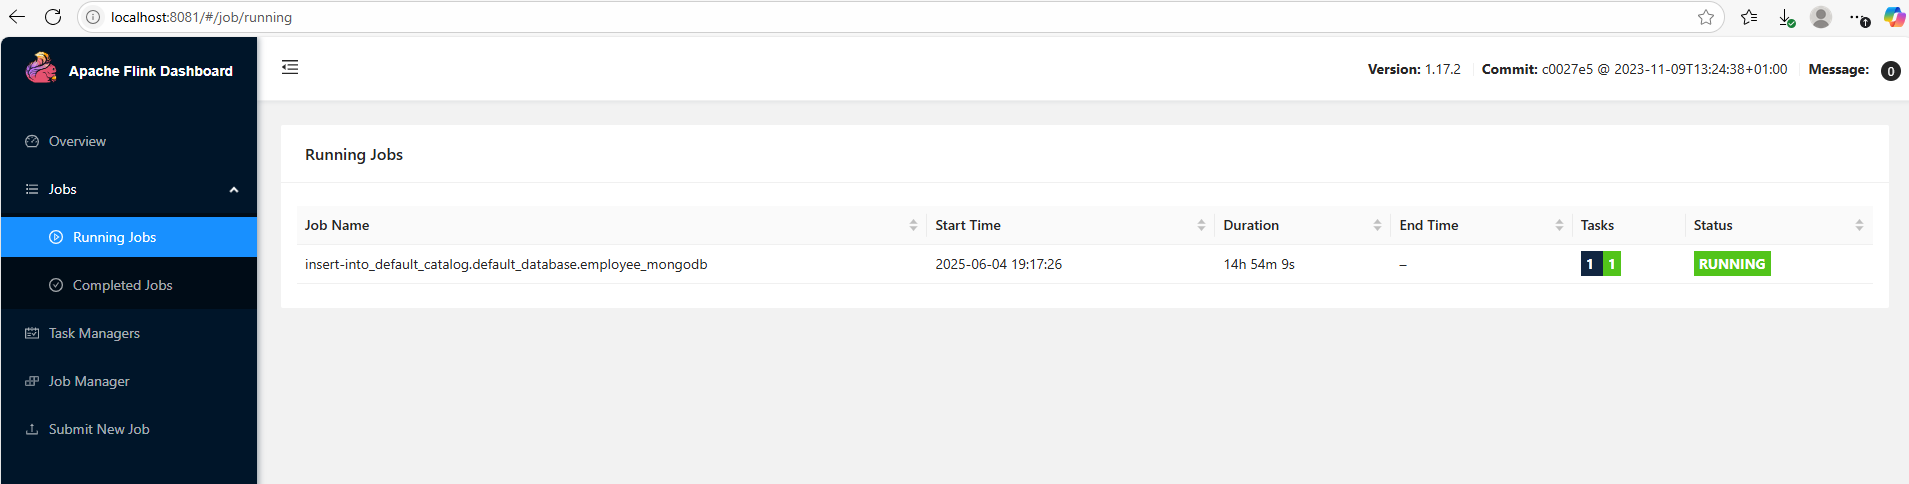 localhost:8081/#/job/running
Apache Flink Dashboard
Version: 1.17.2 Commit: c0027e5 @ 2023-11-09T13:24:38+01:00 Message: 0
Overview
Jobs
Running Jobs
Completed Jobs
Task Managers
Job Manager
Submit New Job
Running Jobs
Job Name Start Time Duration End Time Tasks Status
insert-into_default_catalog.default_database.employee_mongodb 2025-06-04 19:17:26 14h 54m 9s – 1 1 RUNNING